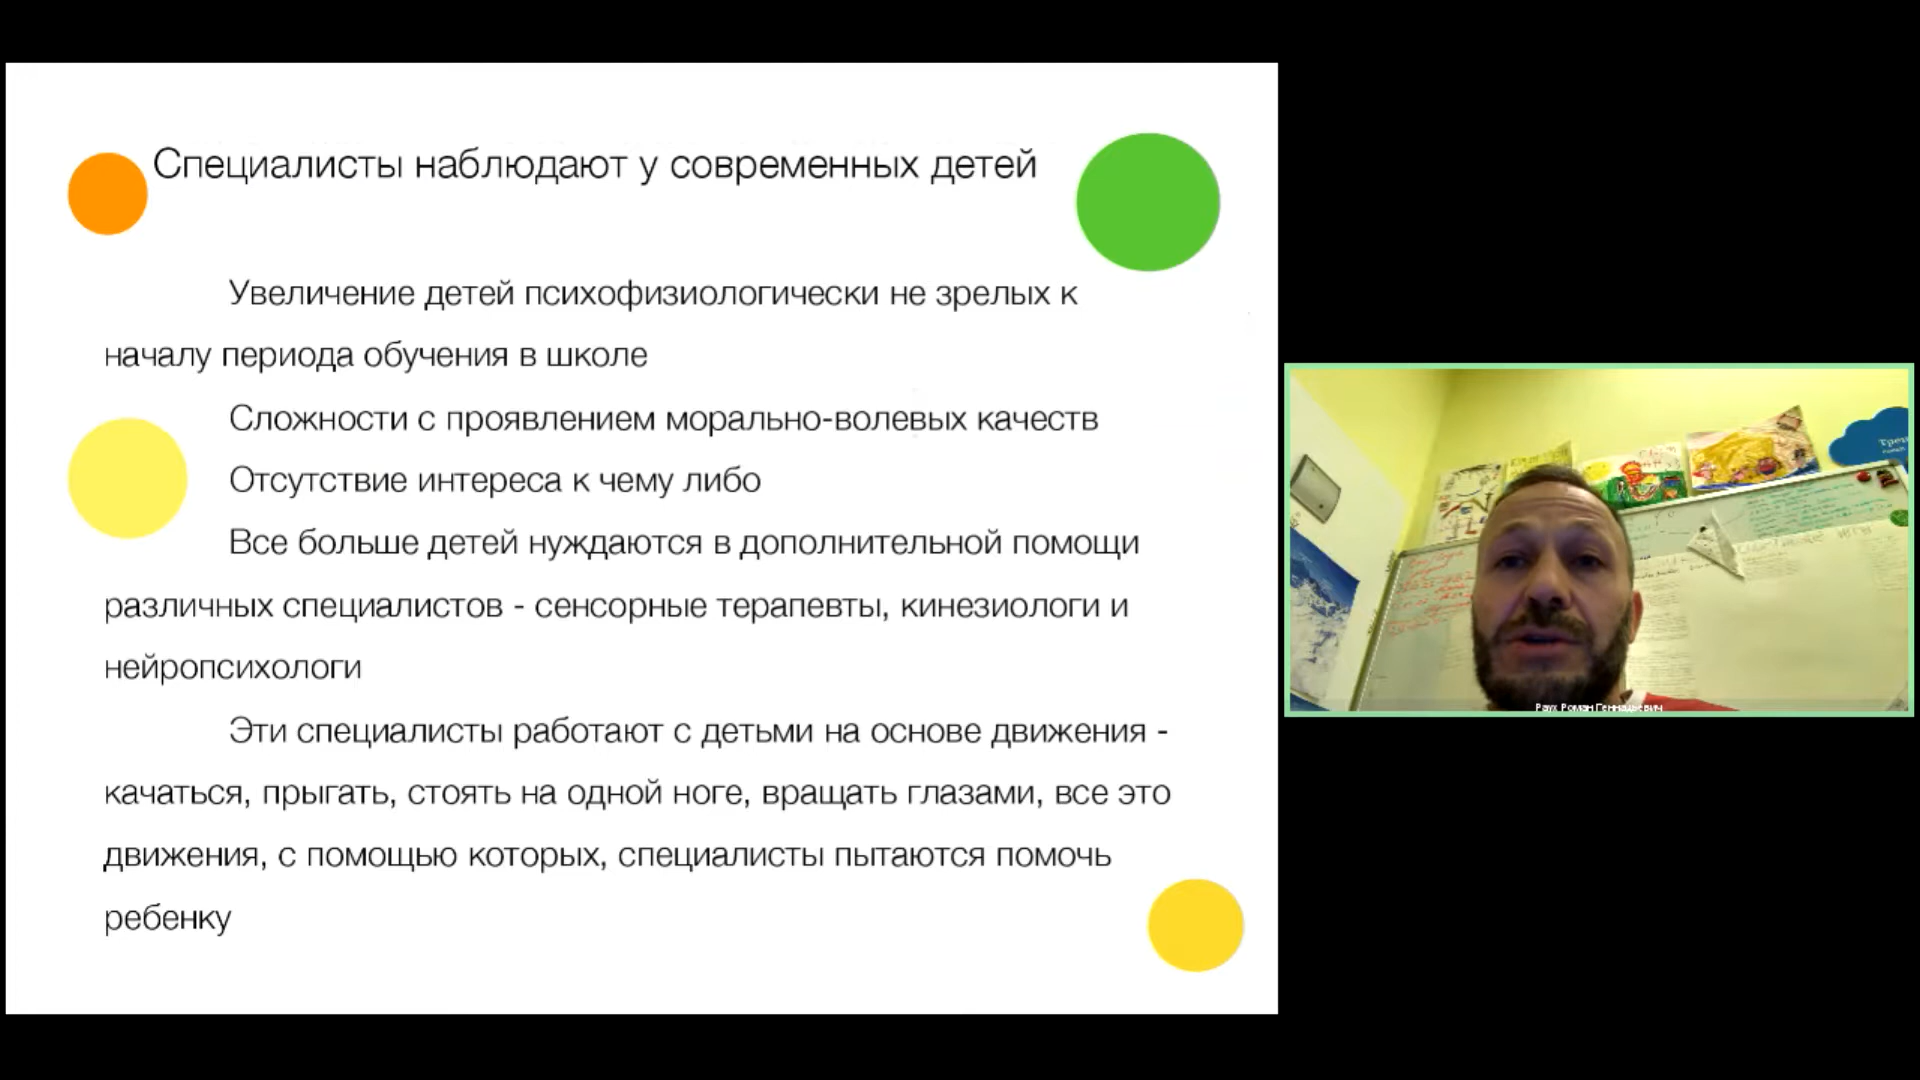 Специалисты наблюдают у современных детей
Увеличение детей психофизиологически не зрелых к
началу периода обучения в школе
Сложности с проявлением морально-волевых качеств
Отсутствие интереса к чему либо
Все больше детей нуждаются в дополнительной помощи
различных специалистов - сенсорные терапевты, кинезиологи и
нейропсихологи
Эти специалисты работают с детьми на основе движения -
качаться, прыгать, стоять на одной ноге, вращать глазами, все это
движения, с помощью которых, специалисты пытаются помочь
ребенку
Раух Роман Геннадьевич